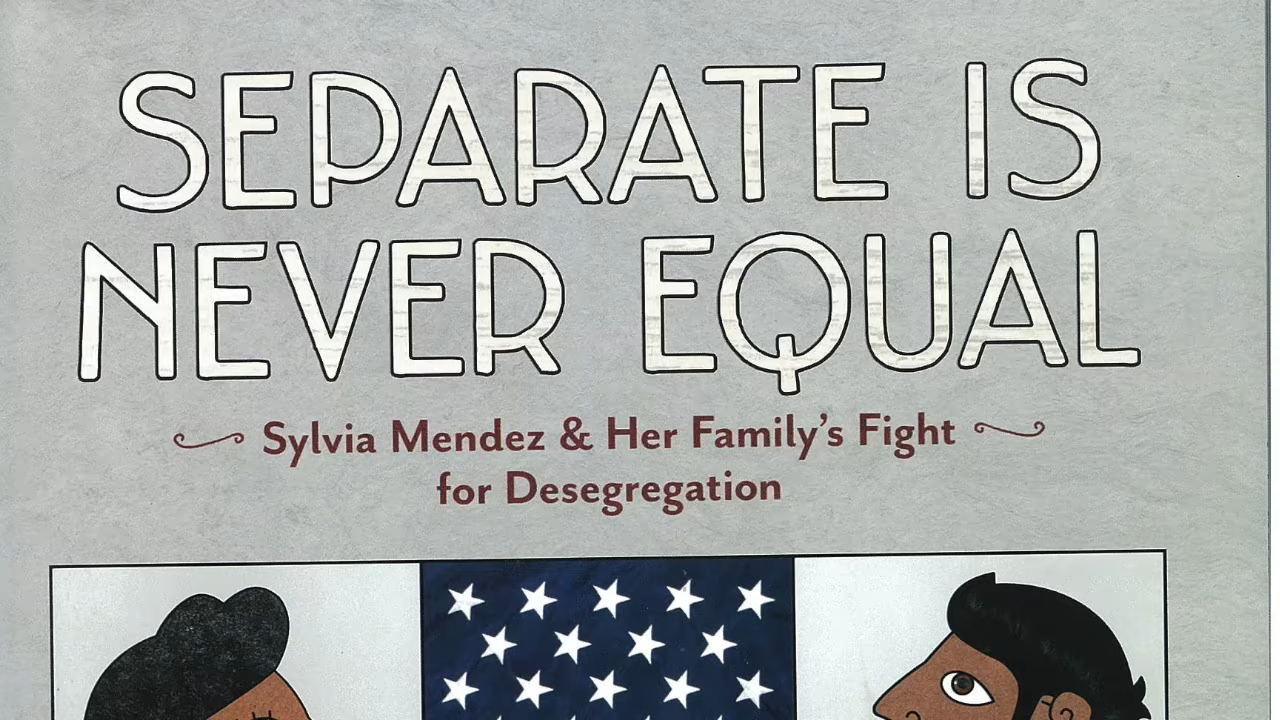 SEPARATE IS
NEVER EQUAL
Sylvia Mendez & Her Family's Fight
for Desegregation